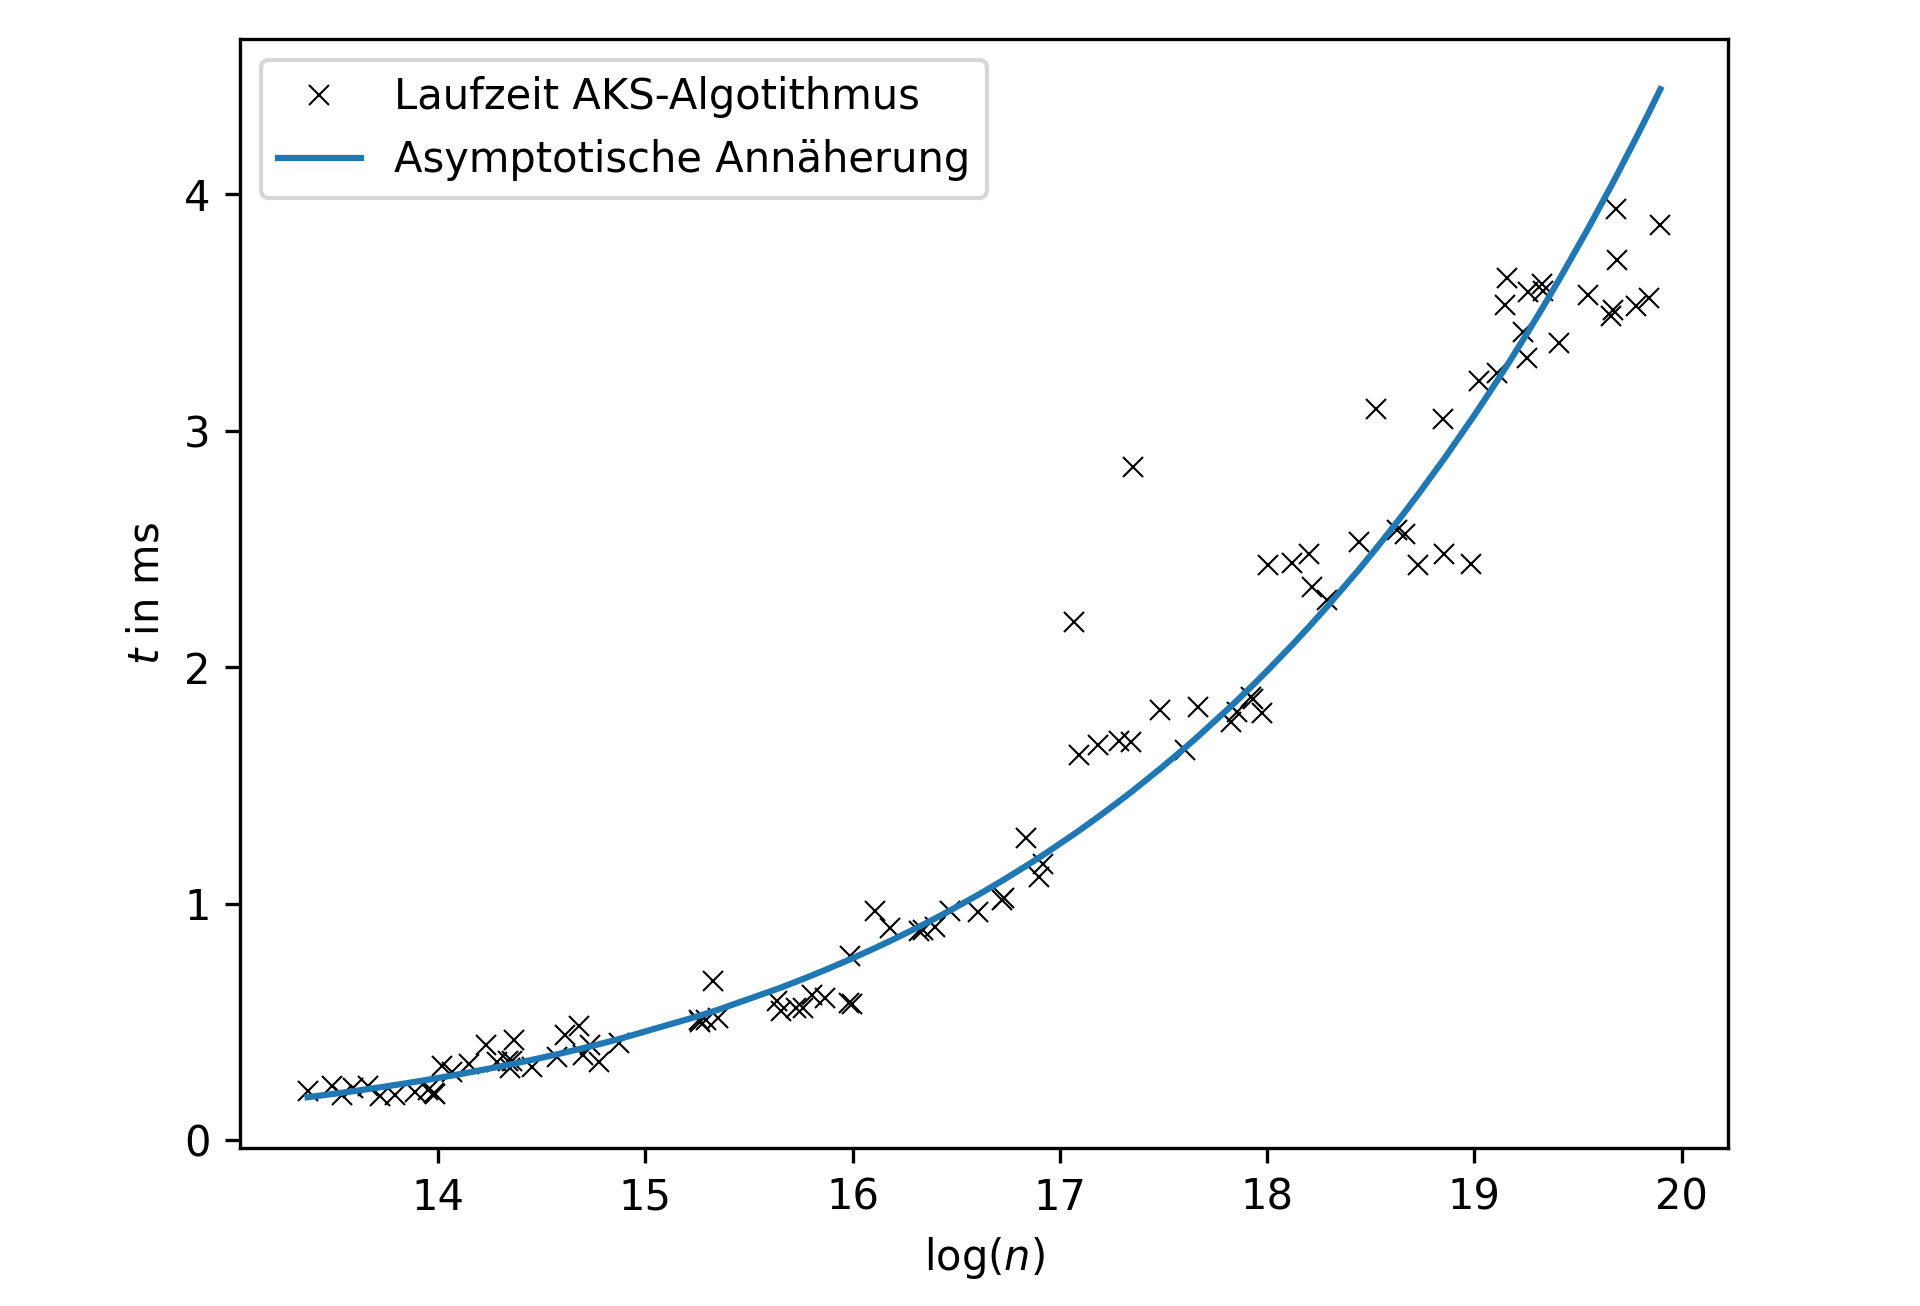 Laufzeit AKS-Algotithmus
Asymptotische Annäherung
4
3
2
1
0
t in ms
14 15 16 17 18 19 20
log(n)